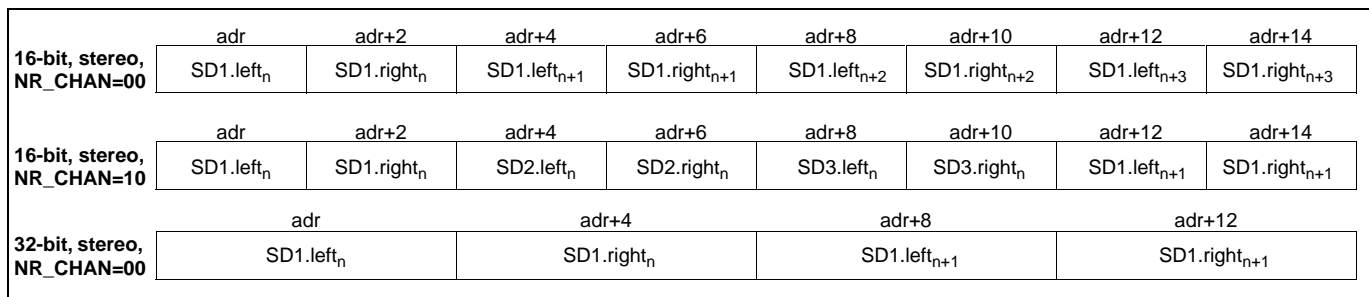 adr adr+2 adr+4 adr+6 adr+8 adr+10 adr+12 adr+14
16-bit, stereo,
NR_CHAN=00
SD1.leftₙ SD1.rightₙ SD1.leftₙ₊₁ SD1.rightₙ₊₁ SD1.leftₙ₊₂ SD1.rightₙ₊₂ SD1.leftₙ₊₃ SD1.rightₙ₊₃
adr adr+2 adr+4 adr+6 adr+8 adr+10 adr+12 adr+14
16-bit, stereo,
NR_CHAN=10
SD1.leftₙ SD1.rightₙ SD2.leftₙ SD2.rightₙ SD3.leftₙ SD3.rightₙ SD1.leftₙ₊₁ SD1.rightₙ₊₁
adr adr+4 adr+8 adr+12
32-bit, stereo,
NR_CHAN=00
SD1.leftₙ SD1.rightₙ SD1.leftₙ₊₁ SD1.rightₙ₊₁